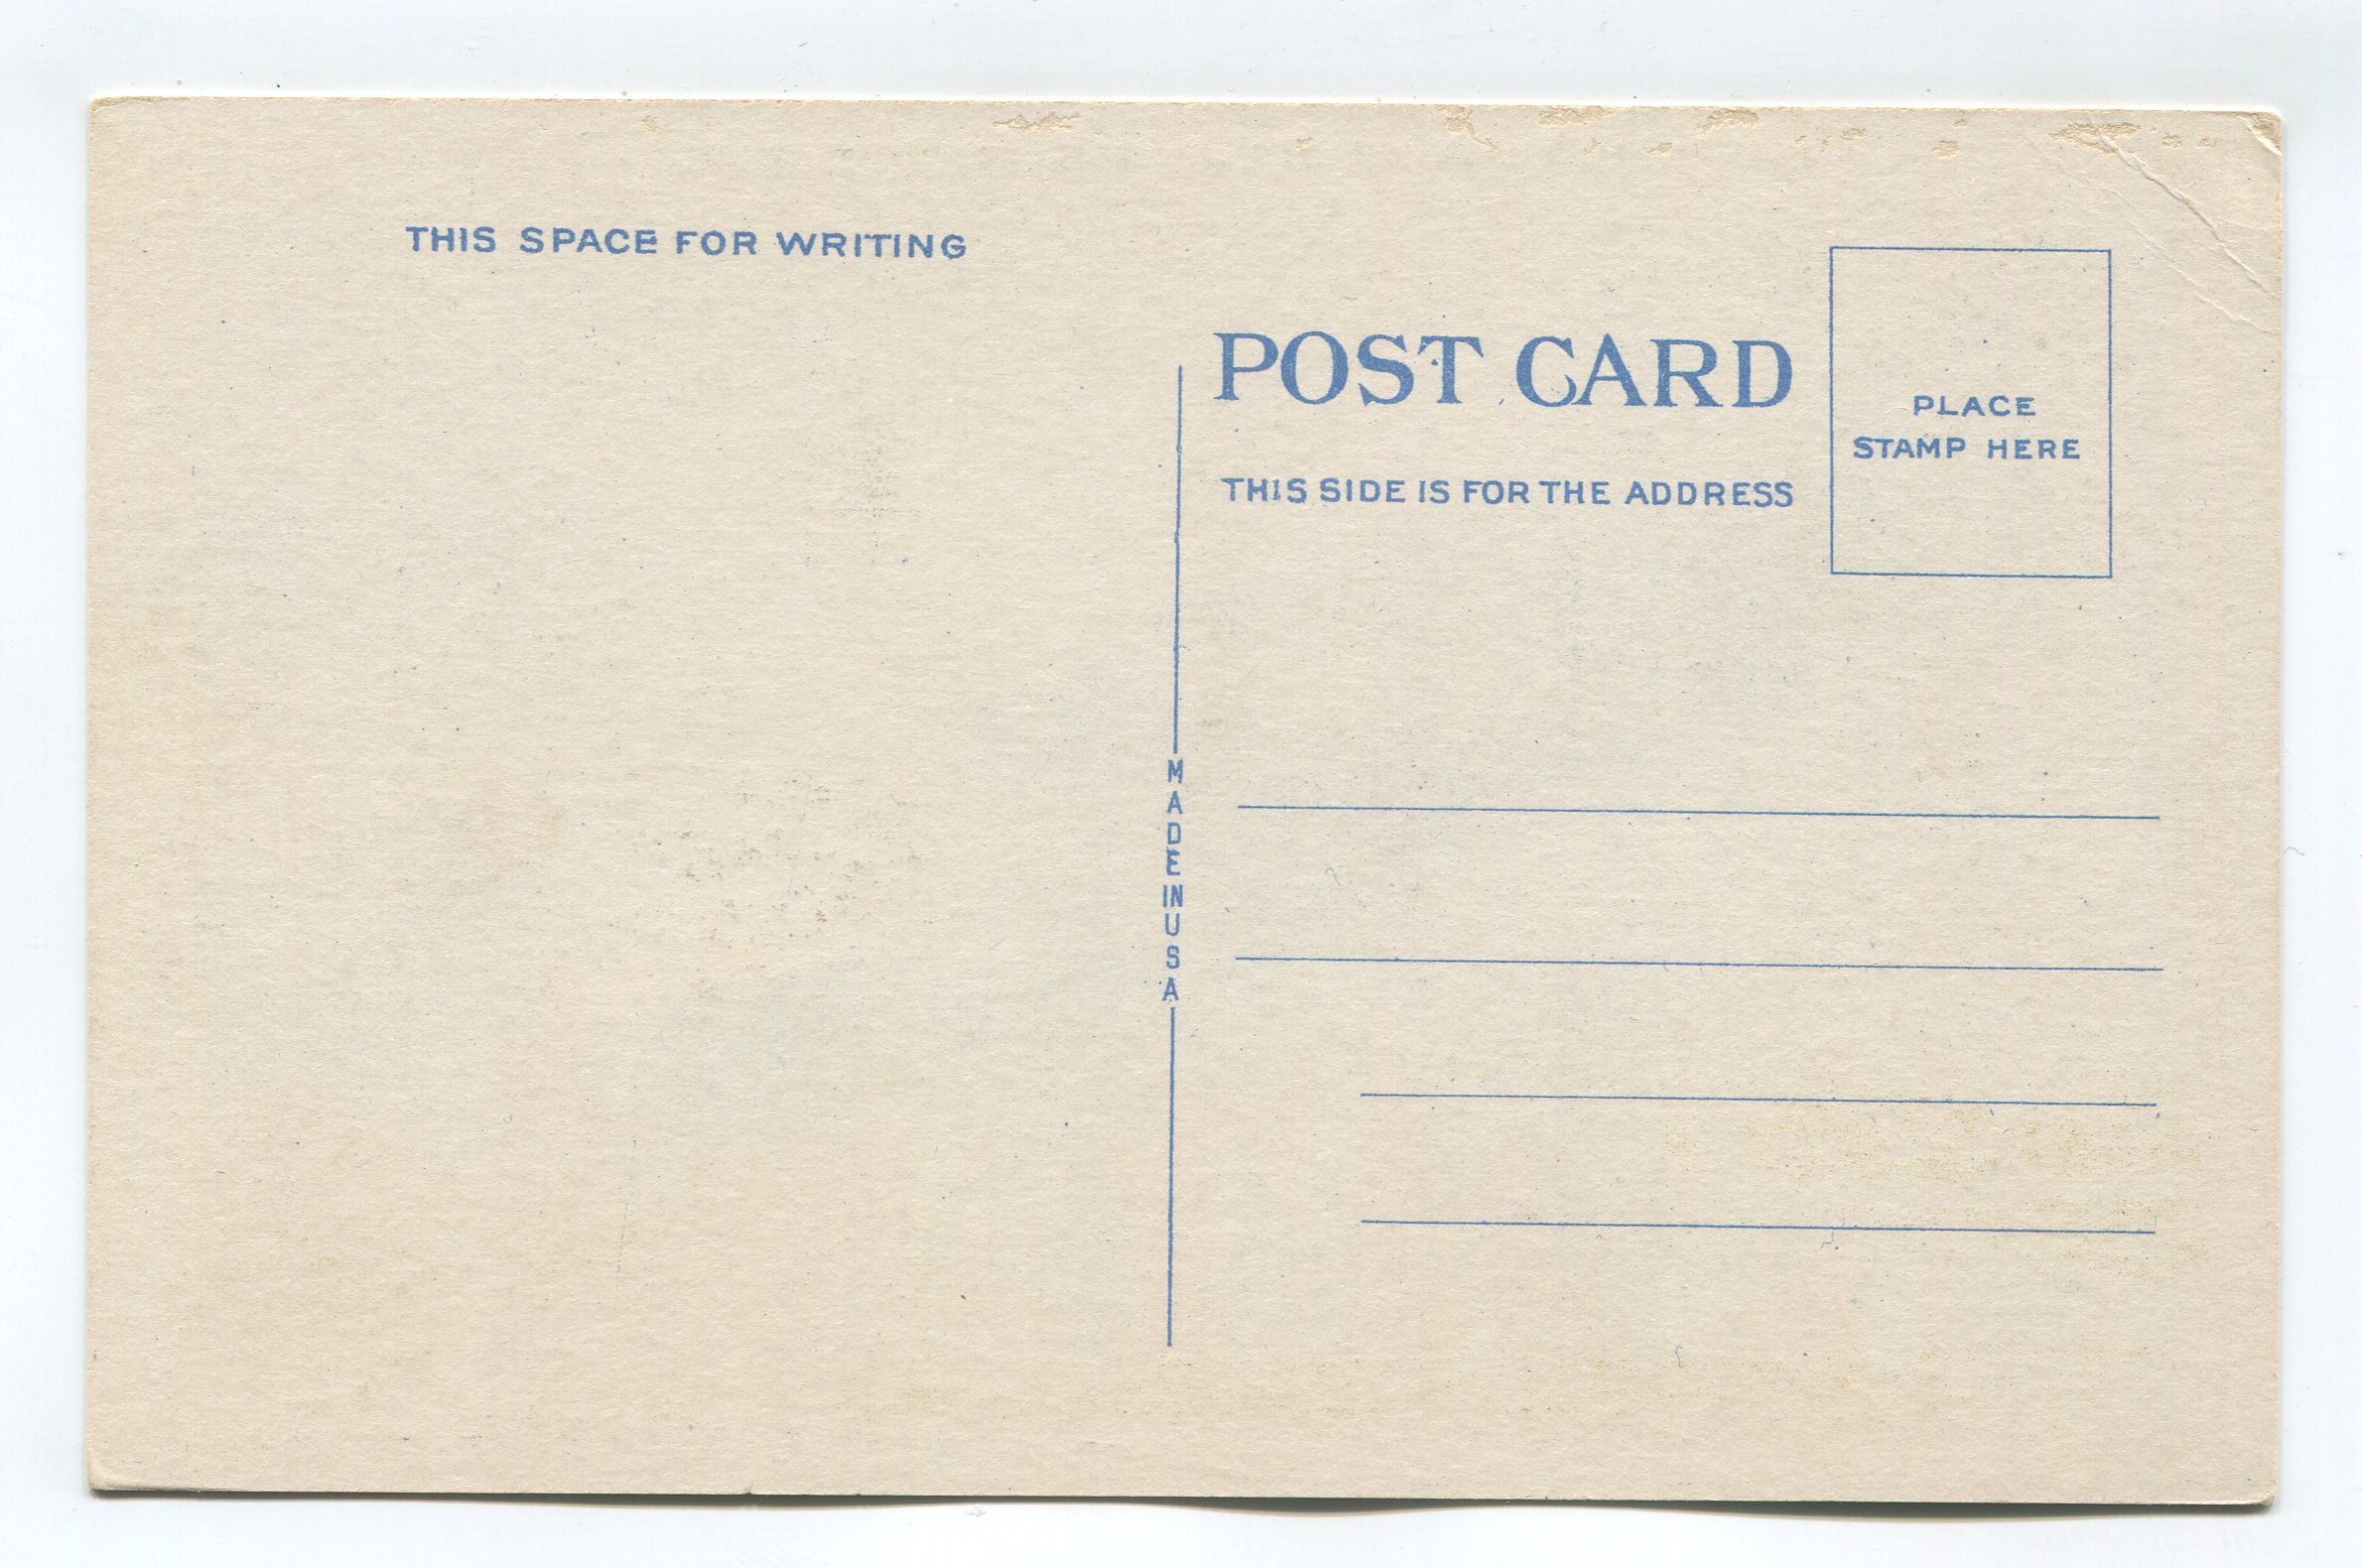 THIS SPACE FOR WRITING
POST CARD
THIS SIDE IS FOR THE ADDRESS
PLACE
STAMP HERE
MADE IN USA